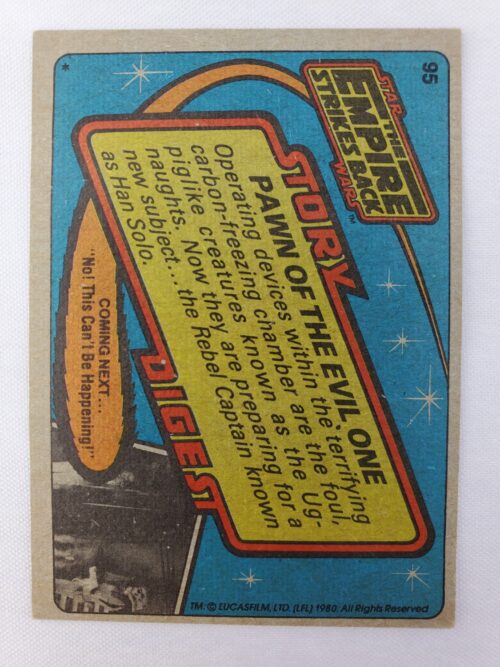 95
STAR
THE
EMPIRE
STRIKES BACK
WARS ™
STORY
PAWN OF THE EVIL ONE
Operating devices within the terrifying
carbon-freezing chamber are the foul,
piglike creatures known as the Ug-
naughts. Now they are preparing for a
new subject... the Rebel Captain known
as Han Solo.
DIGEST
COMING NEXT...
"No! This Can't Be Happening!"
TM: © LUCASFILM, LTD. (LFL) 1980. All Rights Reserved
*